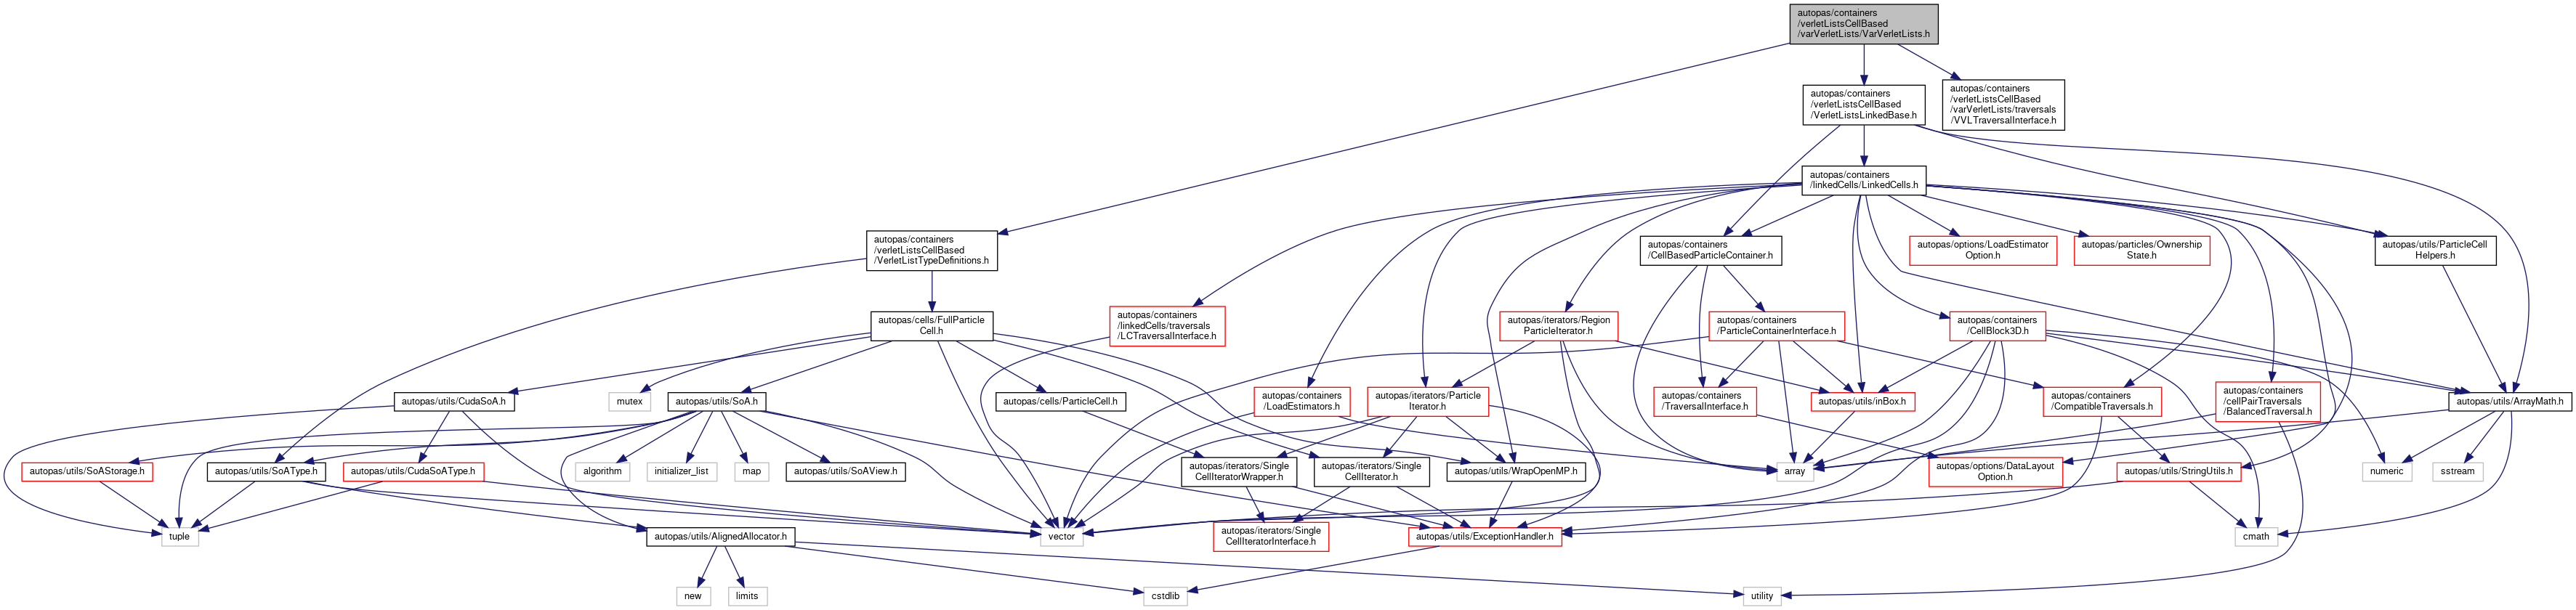 autopas/containers
/verletListsCellBased
/varVerletLists/VarVerletLists.h
autopas/containers
/verletListsCellBased
/VerletListsLinkedBase.h
autopas/containers
/verletListsCellBased
/varVerletLists/traversals
/VVLTraversalInterface.h
autopas/containers
/linkedCells/LinkedCells.h
autopas/containers
/verletListsCellBased
/VerletListTypeDefinitions.h
autopas/containers
/CellBasedParticleContainer.h
autopas/options/LoadEstimator
Option.h
autopas/particles/Ownership
State.h
autopas/utils/ParticleCell
Helpers.h
autopas/cells/FullParticle
Cell.h
autopas/containers
/linkedCells/traversals
/LCTraversalInterface.h
autopas/iterators/Region
ParticleIterator.h
autopas/containers
/ParticleContainerInterface.h
autopas/containers
/CellBlock3D.h
autopas/utils/CudaSoA.h
mutex
autopas/utils/SoA.h
autopas/cells/ParticleCell.h
autopas/containers
/LoadEstimators.h
autopas/iterators/Particle
Iterator.h
autopas/containers
/TraversalInterface.h
autopas/utils/inBox.h
autopas/containers
/CompatibleTraversals.h
autopas/containers
/cellPairTraversals
/BalancedTraversal.h
autopas/utils/ArrayMath.h
autopas/utils/SoAStorage.h
autopas/utils/SoAType.h
autopas/utils/CudaSoAType.h
algorithm
initializer_list
map
autopas/utils/SoAView.h
autopas/iterators/Single
CellIteratorWrapper.h
autopas/iterators/Single
CellIterator.h
autopas/utils/WrapOpenMP.h
array
autopas/options/DataLayout
Option.h
autopas/utils/StringUtils.h
numeric
sstream
tuple
autopas/utils/AlignedAllocator.h
vector
autopas/iterators/Single
CellIteratorInterface.h
autopas/utils/ExceptionHandler.h
cmath
new
limits
cstdlib
utility